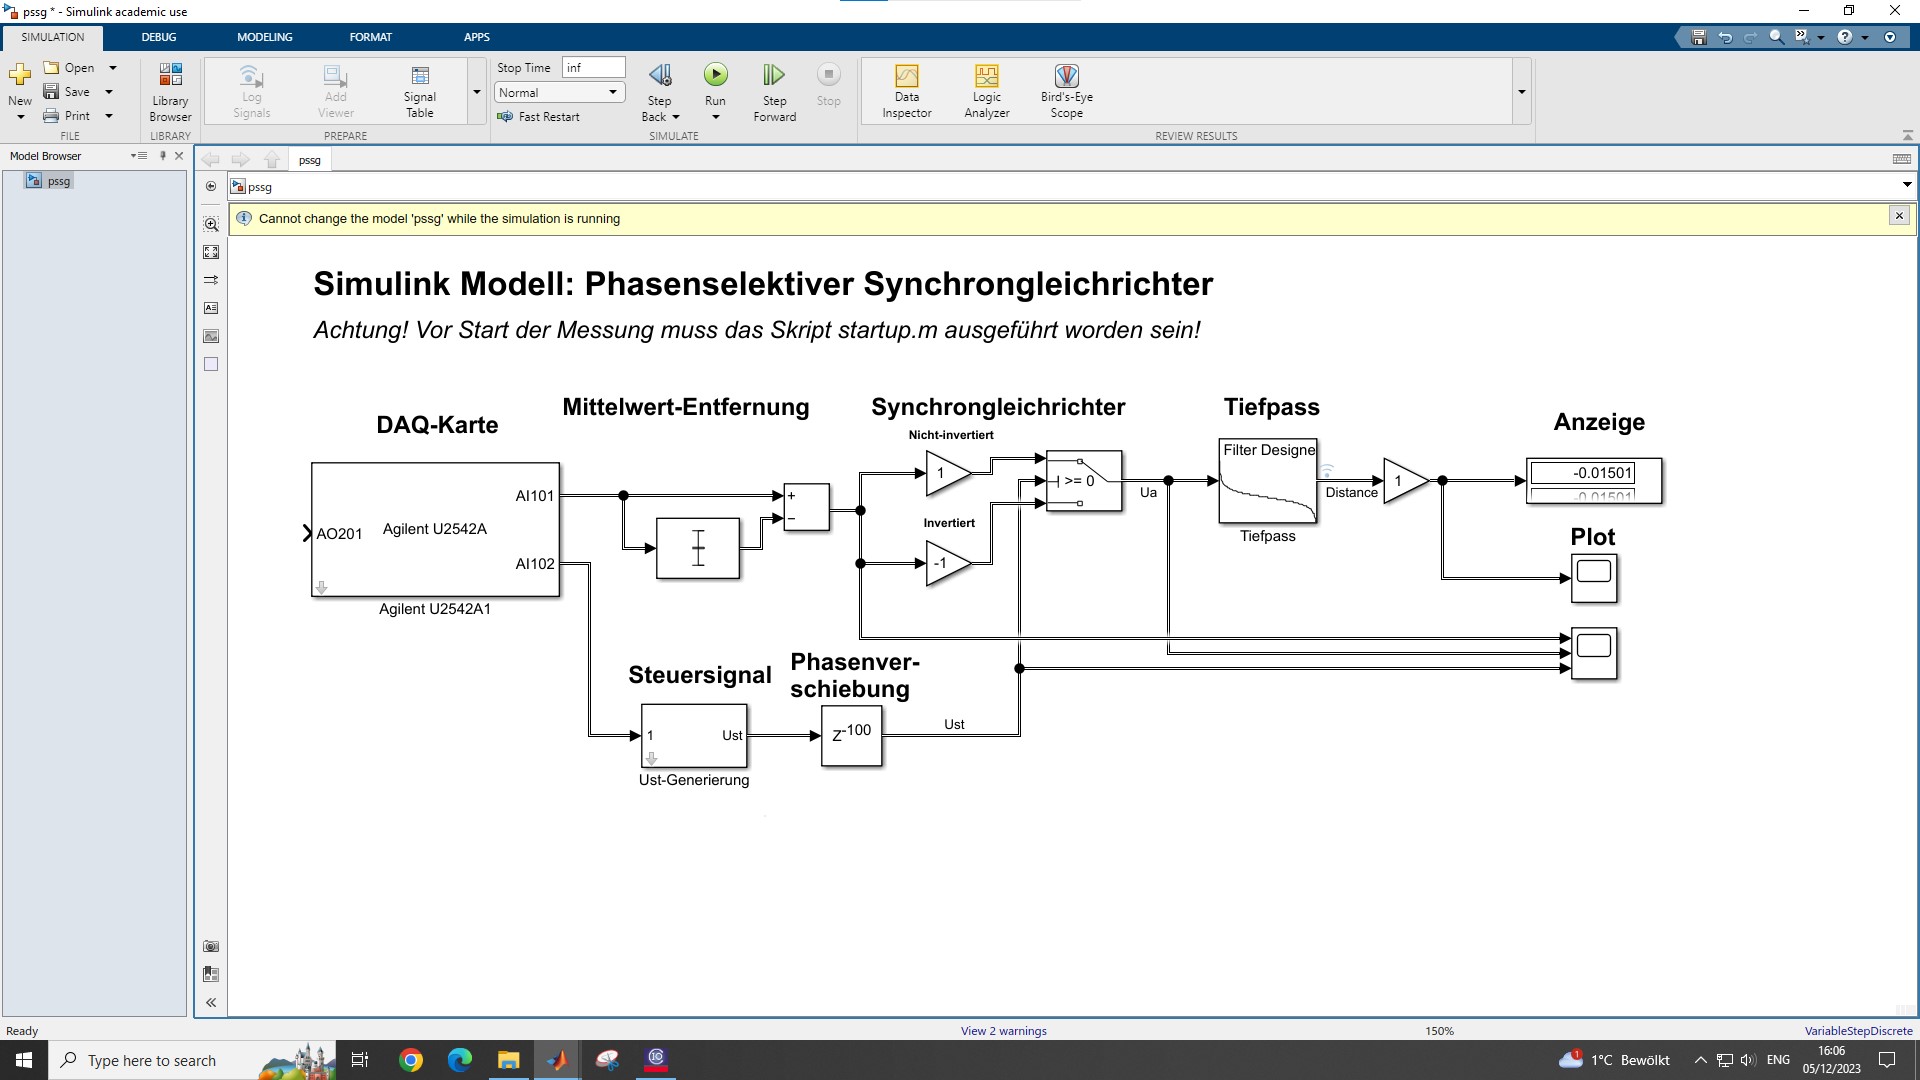 pssg * - Simulink academic use
SIMULATION DEBUG MODELING FORMAT APPS
New
Open
Save
Print
FILE
Library Browser
LIBRARY
Log Signals
Add Viewer
Signal Table
PREPARE
Stop Time inf
Normal
Fast Restart
Step Back
Run
Step Forward
Stop
SIMULATE
Data Inspector
Logic Analyzer
Bird's-Eye Scope
REVIEW RESULTS
Model Browser
pssg
pssg
pssg
Cannot change the model 'pssg' while the simulation is running
Simulink Modell: Phasenselektiver Synchrongleichrichter
Achtung! Vor Start der Messung muss das Skript startup.m ausgeführt worden sein!
DAQ-Karte
AO201
Agilent U2542A
AI101
AI102
Agilent U2542A1
Mittelwert-Entfernung
+
−
Synchrongleichrichter
Nicht-invertiert
1
Invertiert
-1
>= 0
Ua
Tiefpass
Filter Designe
Tiefpass
Distance
1
Anzeige
-0.01501
-0.01501
Plot
Steuersignal
1 Ust
Ust-Generierung
Phasenver-
schiebung
Z-100
Ust
Ready
View 2 warnings
150%
VariableStepDiscrete
Type here to search
1
1°C Bewölkt
ENG
16:06
05/12/2023